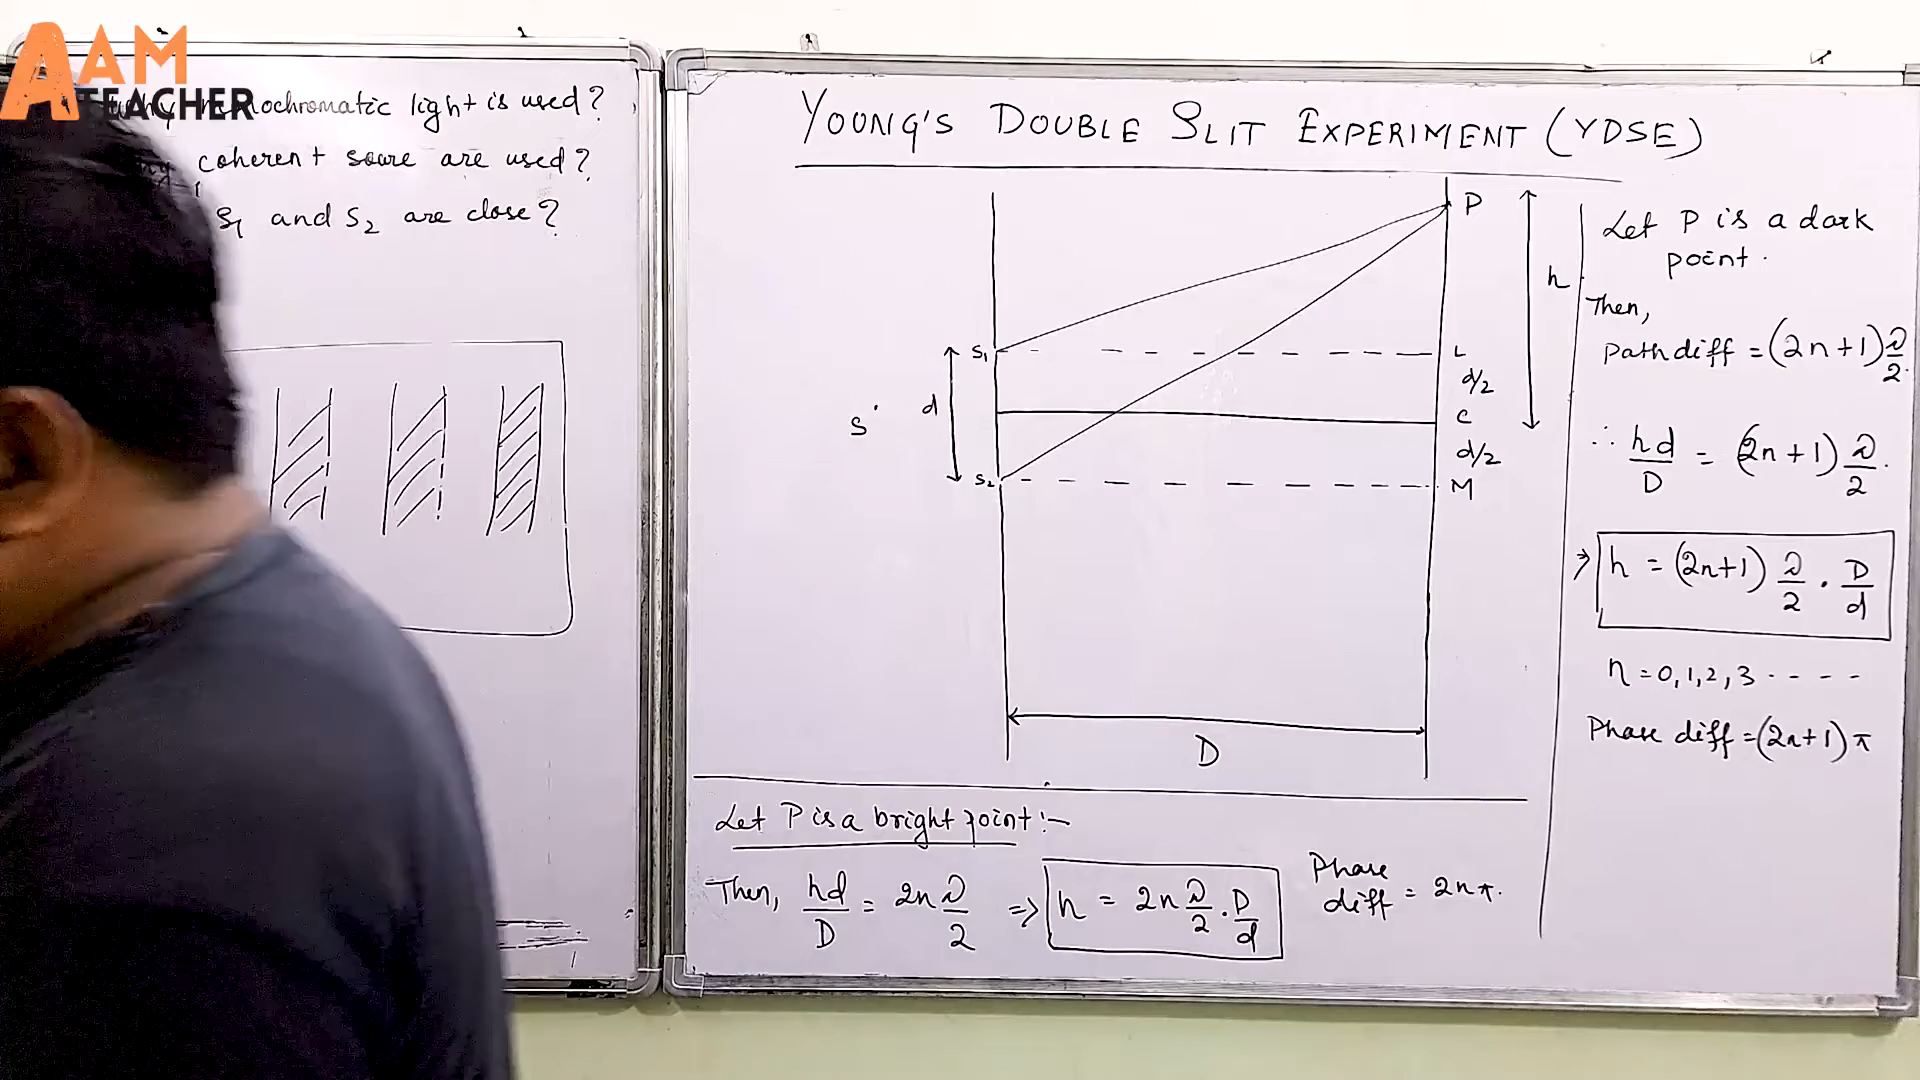 AAM
TEACHER
monochromatic light is used?
coherent soure are used?
S₁ and S₂ are close?
YOUNG'S DOUBLE SLIT EXPERIMENT (YDSE)
P
h
S₁
L
d/2
d
S
C
d/2
S₂
M
D
Let P is a bright point :-
Then, hd/D = 2n λ/2 ⇒ h = 2n λ/2 . D/d
Phase
diff = 2nπ.
Let P is a dark
point.
Then,
Path diff = (2n+1) λ/2.
∴ hd/D = (2n+1) λ/2.
⇒ h = (2n+1) λ/2 . D/d
n = 0, 1, 2, 3 - - - -
Phase diff = (2n+1) π